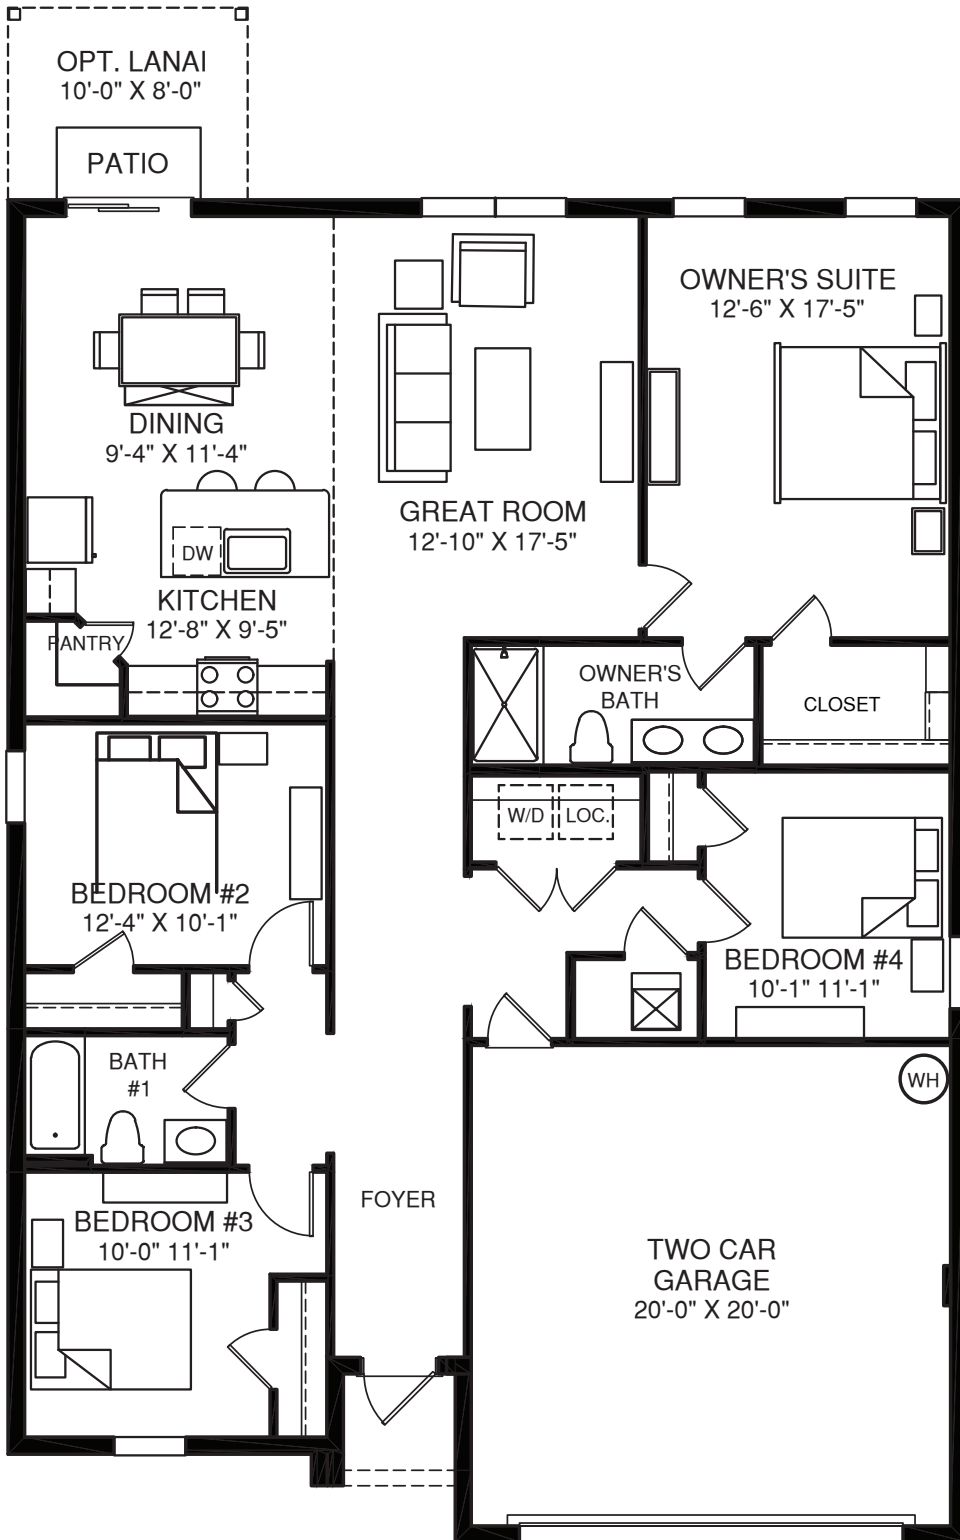 OPT. LANAI
10'-0" X 8'-0"
PATIO
OWNER'S SUITE
12'-6" X 17'-5"
DINING
9'-4" X 11'-4"
GREAT ROOM
12'-10" X 17'-5"
DW
KITCHEN
12'-8" X 9'-5"
PANTRY
OWNER'S
BATH
CLOSET
W/D
LOC.
BEDROOM #2
12'-4" X 10'-1"
BEDROOM #4
10'-1" 11'-1"
BATH
#1
WH
FOYER
BEDROOM #3
10'-0" 11'-1"
TWO CAR
GARAGE
20'-0" X 20'-0"